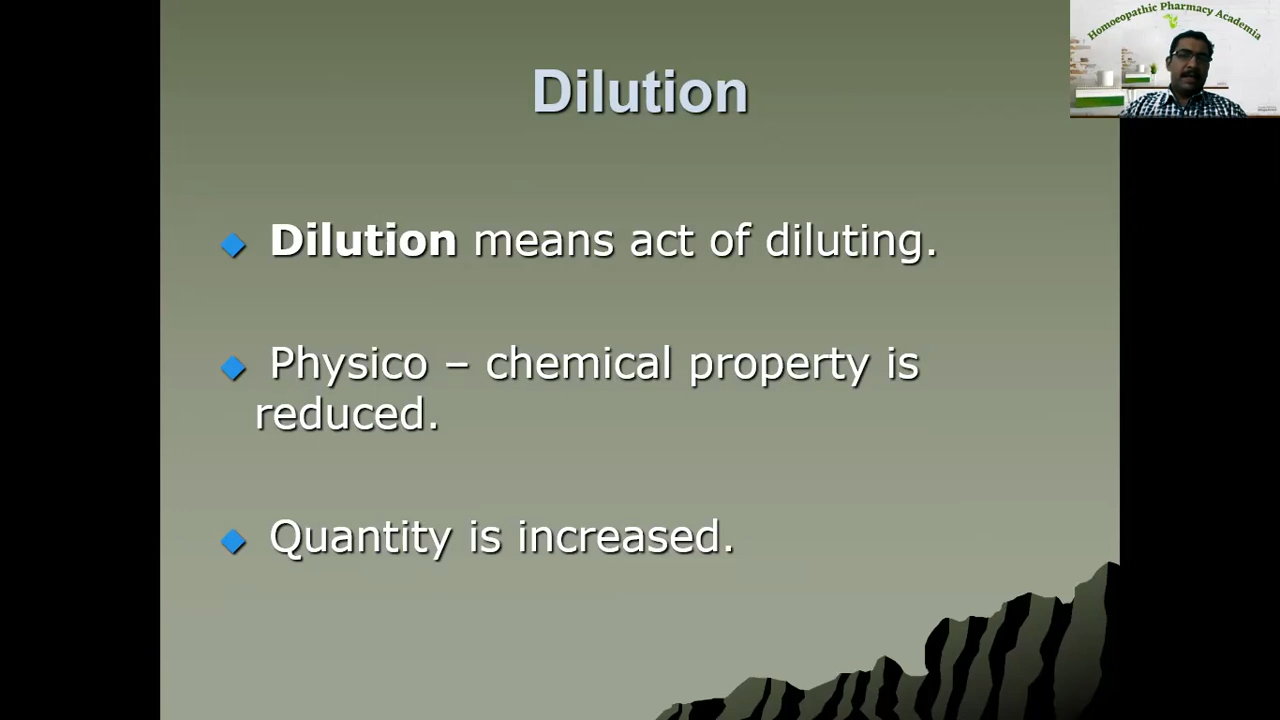 Homoeopathic Pharmacy Academia
Dilution
Dilution means act of diluting.
Physico – chemical property is
reduced.
Quantity is increased.